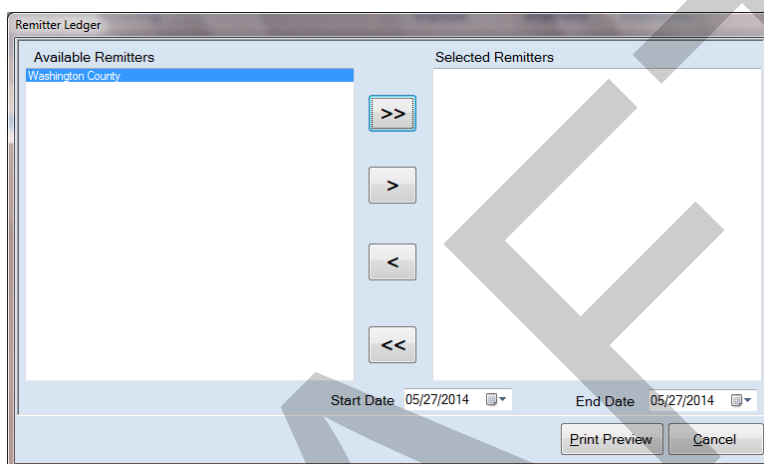 Remitter Ledger
Available Remitters
Selected Remitters
Washington County
>>
>
<
<<
Start Date 05/27/2014
End Date 05/27/2014
Print Preview
Cancel